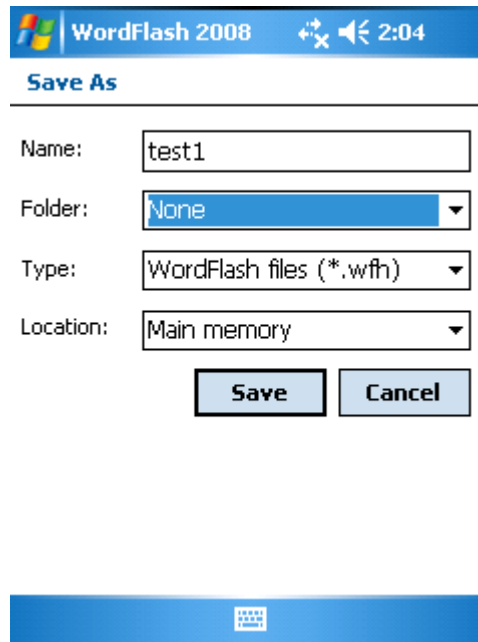 WordFlash 2008 2:04
Save As
Name: test1
Folder: None
Type: WordFlash files (*.wfh)
Location: Main memory
Save Cancel